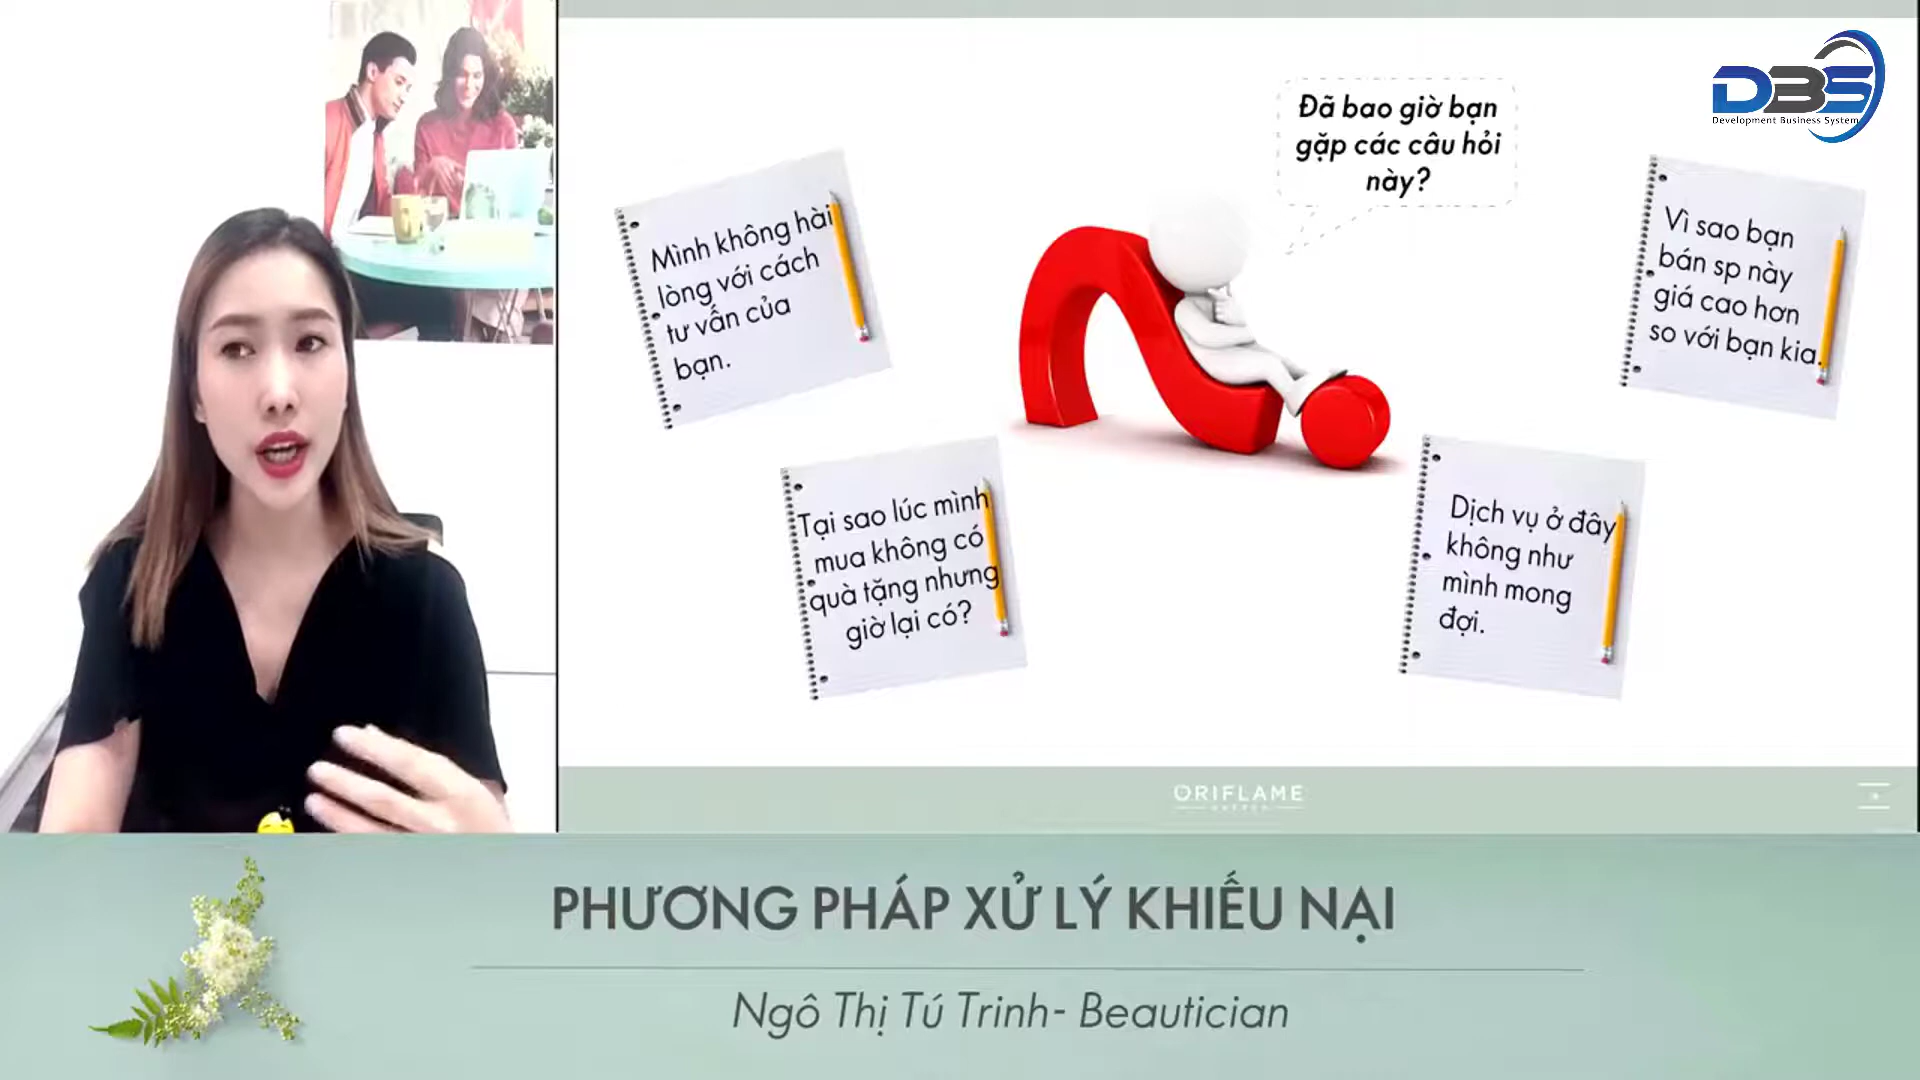 DBS
Development Business System
Đã bao giờ bạn
gặp các câu hỏi
này?
Mình không hài
lòng với cách
tư vấn của
bạn.
Vì sao bạn
bán sp này
giá cao hơn
so với bạn kia.
Tại sao lúc mình
mua không có
quà tặng nhưng
giờ lại có?
Dịch vụ ở đây
không như
mình mong
đợi.
ORIFLAME
PHƯƠNG PHÁP XỬ LÝ KHIẾU NẠI
Ngô Thị Tú Trinh- Beautician